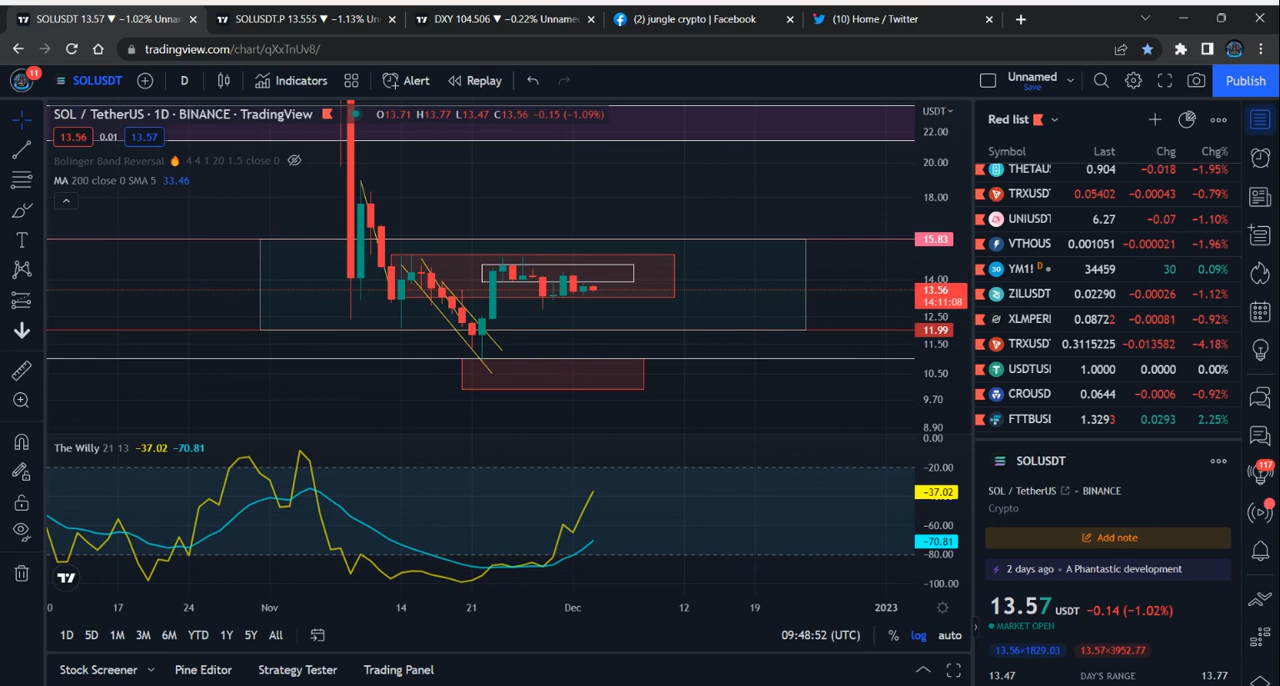 SOLUSDT 13.57 ▼ −1.02% Unnar
SOLUSDT.P 13.555 ▼ −1.13% Un
DXY 104.506 ▼ −0.22% Unname
(2) jungle crypto | Facebook
(10) Home / Twitter
tradingview.com/chart/qXxTnUv8/
11
SOLUSDT
D
Indicators
Alert
Replay
Unnamed
Save
Publish
SOL / TetherUS · 1D · BINANCE · TradingView
O13.71 H13.77 L13.47 C13.56 −0.15 (−1.09%)
13.56 0.01 13.57
Bolinger Band Reversal 4 4 1 20 1.5 close 0
MA 200 close 0 SMA 5 33.46
USDT
22.00
20.00
18.00
15.83
14.00
13.56
14:11:08
12.50
11.99
11.50
10.50
9.70
8.90
0.00
The Willy 21 13 −37.02 −70.81
−20.00
−37.02
−60.00
−70.81
−80.00
−100.00
0 17 24 Nov 14 21 Dec 12 19 2023
1D 5D 1M 3M 6M YTD 1Y 5Y All
09:48:52 (UTC) % log auto
Stock Screener Pine Editor Strategy Tester Trading Panel
Red list
Symbol Last Chg Chg%
THETAU 0.904 −0.018 −1.95%
TRXUSD 0.05402 −0.00043 −0.79%
UNIUSDT 6.27 −0.07 −1.10%
VTHOUS 0.001051 −0.000021 −1.96%
YM1! D 34459 30 0.09%
ZILUSDT 0.02290 −0.00026 −1.12%
XLMPERI 0.08722 −0.00081 −0.92%
TRXUSD 0.3115225 −0.013582 −4.18%
USDTUSI 1.0000 0.0000 0.00%
CROUSD 0.0644 −0.0006 −0.92%
FTTBUSI 1.3293 0.0293 2.25%
SOLUSDT
SOL / TetherUS · BINANCE
Crypto
Add note
2 days ago · A Phantastic development
13.57 USDT −0.14 (−1.02%)
MARKET OPEN
13.56×1829.03 13.57×3952.77
13.47 DAY'S RANGE 13.77
117